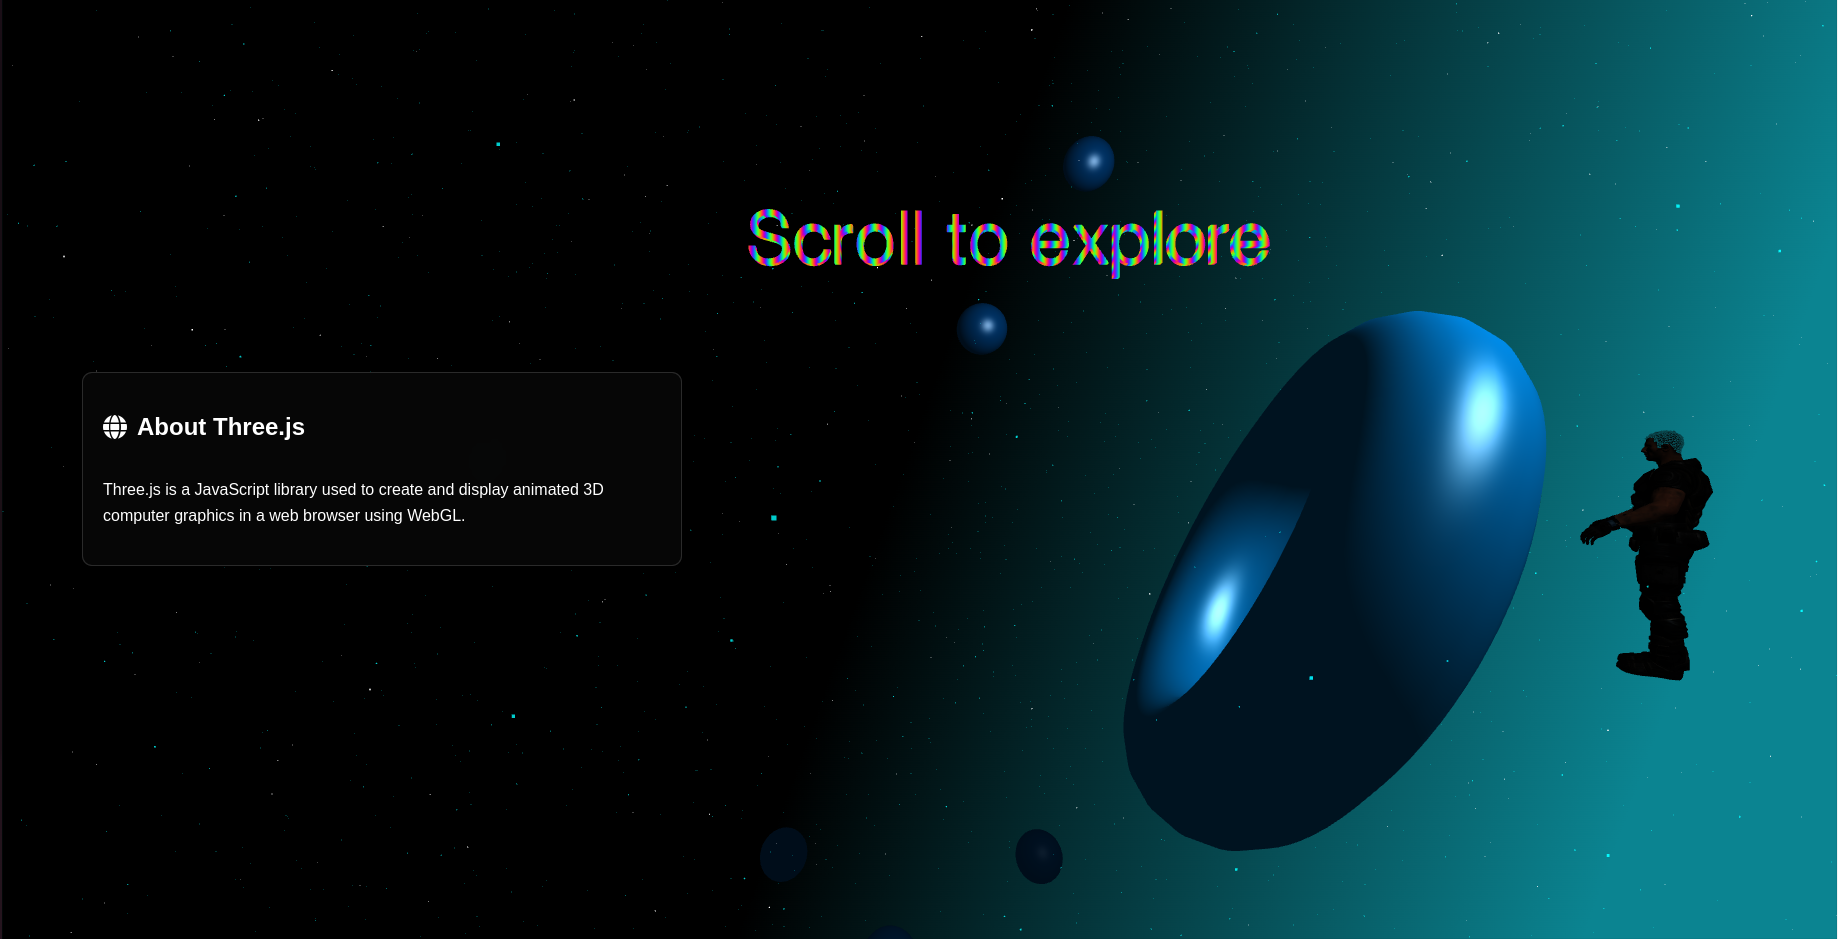 Scroll to explore
About Three.js
Three.js is a JavaScript library used to create and display animated 3D
computer graphics in a web browser using WebGL.